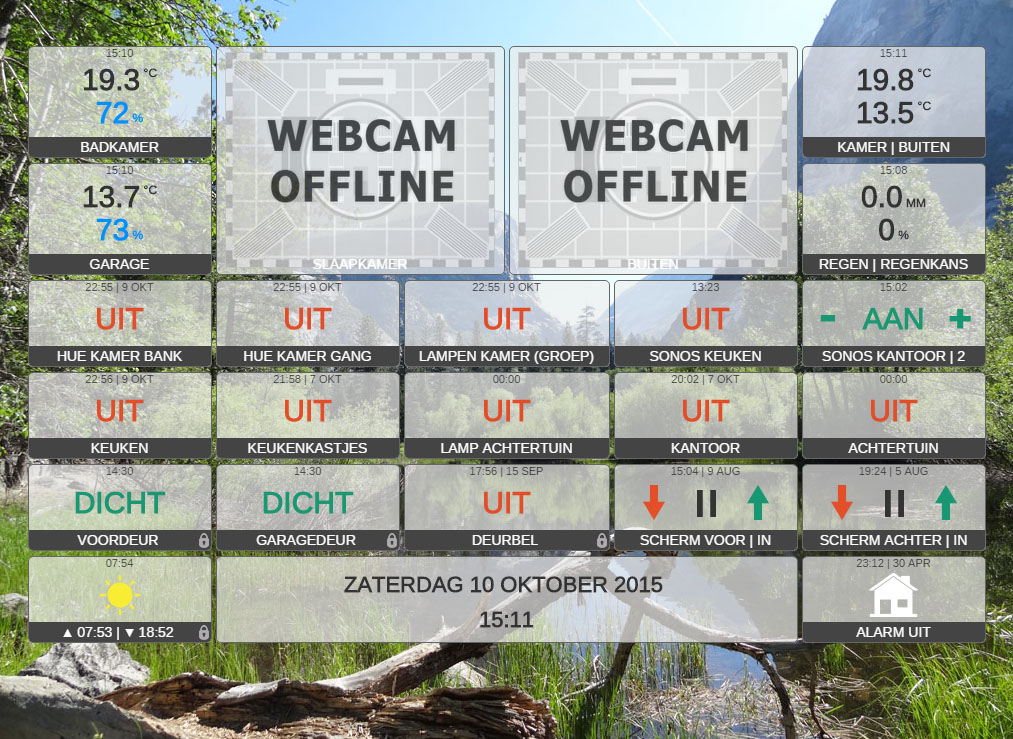 15:10
19.3 °C
72 %
BADKAMER
WEBCAM
OFFLINE
SLAAPKAMER
WEBCAM
OFFLINE
BUITEN
15:11
19.8 °C
13.5 °C
KAMER | BUITEN
15:10
13.7 °C
73 %
GARAGE
15:08
0.0 MM
0 %
REGEN | REGENKANS
22:55 | 9 OKT
UIT
HUE KAMER BANK
22:55 | 9 OKT
UIT
HUE KAMER GANG
22:55 | 9 OKT
UIT
LAMPEN KAMER (GROEP)
13:23
UIT
SONOS KEUKEN
15:02
- AAN +
SONOS KANTOOR | 2
22:56 | 9 OKT
UIT
KEUKEN
21:58 | 7 OKT
UIT
KEUKENKASTJES
00:00
UIT
LAMP ACHTERTUIN
20:02 | 7 OKT
UIT
KANTOOR
00:00
UIT
ACHTERTUIN
14:30
DICHT
VOORDEUR
14:30
DICHT
GARAGEDEUR
17:56 | 15 SEP
UIT
DEURBEL
15:04 | 9 AUG
SCHERM VOOR | IN
19:24 | 5 AUG
SCHERM ACHTER | IN
07:54
▲ 07:53 | ▼ 18:52
ZATERDAG 10 OKTOBER 2015
15:11
23:12 | 30 APR
ALARM UIT